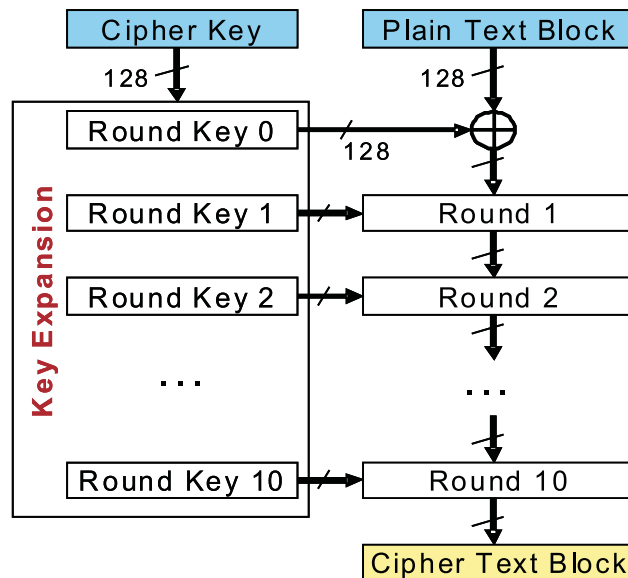 Cipher Key
Plain Text Block
128
128
Round Key 0
128
Round Key 1
Round 1
Round Key 2
Round 2
Key Expansion
...
...
Round Key 10
Round 10
Cipher Text Block